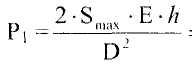 P₁ = (2 · Sₘₐₓ · E · h) / D² =